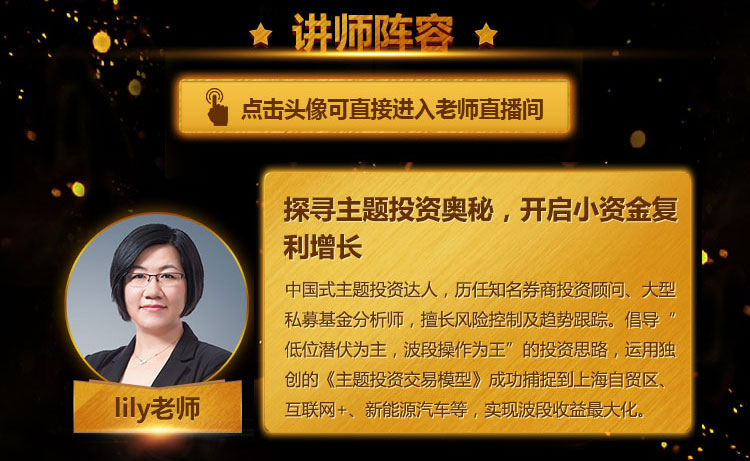 讲师阵容
点击头像可直接进入老师直播间
探寻主题投资奥秘，开启小资金复
利增长
中国式主题投资达人，历任知名券商投资顾问、大型
私募基金分析师，擅长风险控制及趋势跟踪。倡导“
低位潜伏为主，波段操作为王”的投资思路，运用独
创的《主题投资交易模型》成功捕捉到上海自贸区、
互联网+、新能源汽车等，实现波段收益最大化。
lily老师